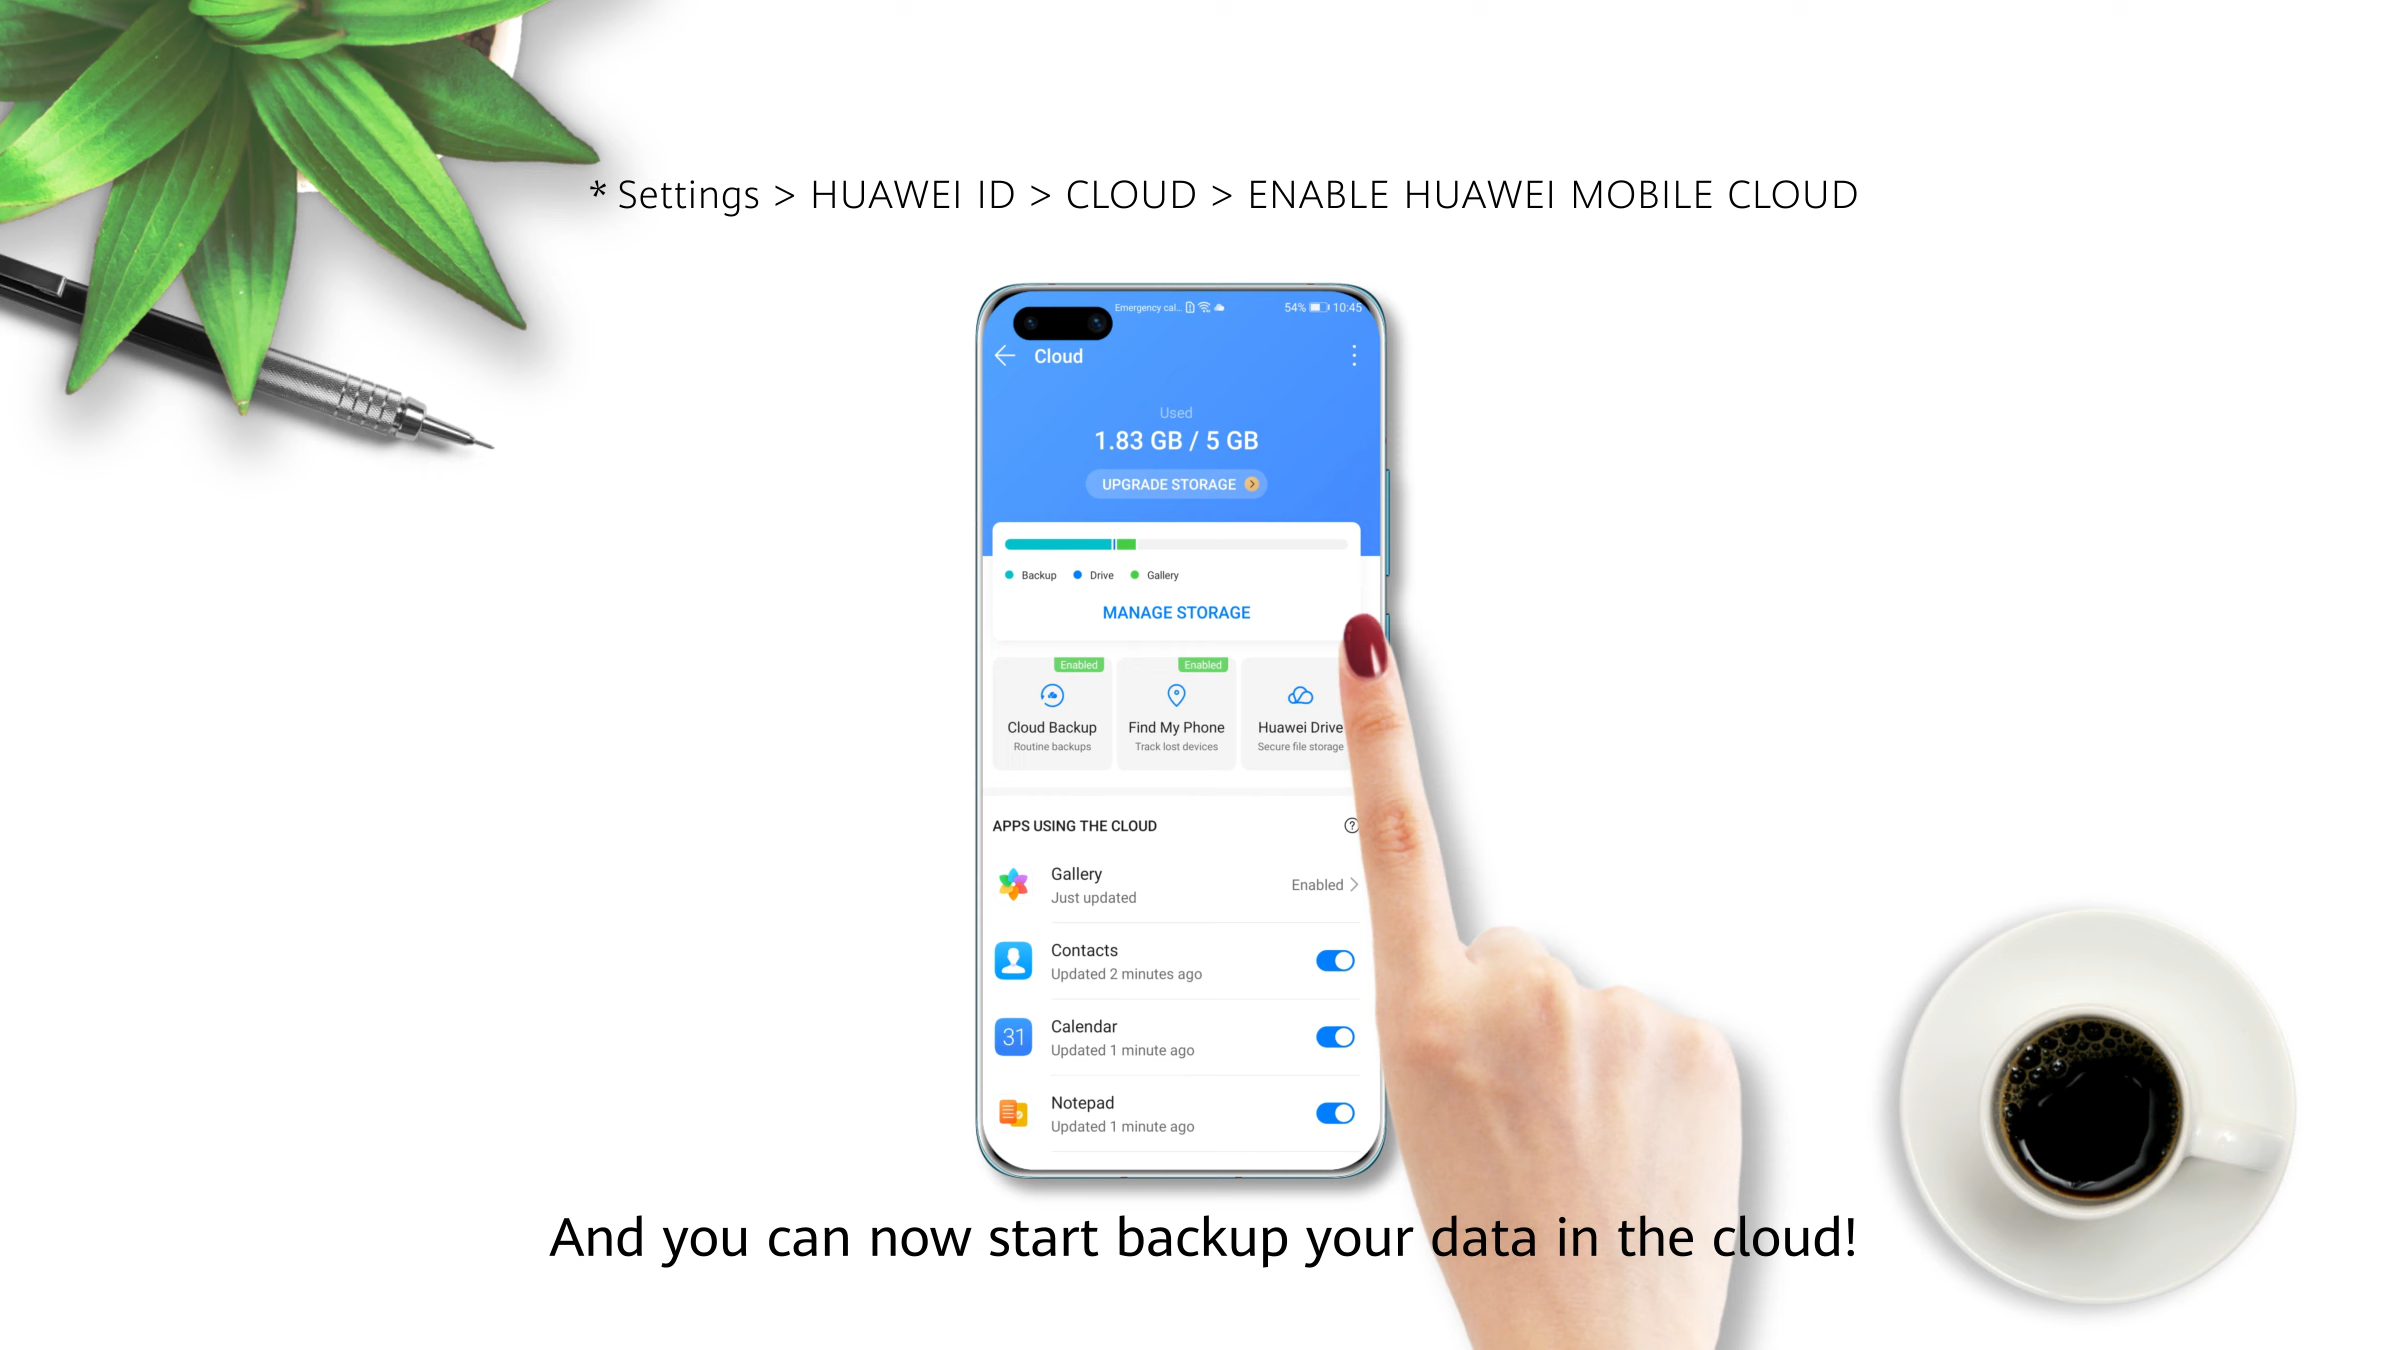 * Settings > HUAWEI ID > CLOUD > ENABLE HUAWEI MOBILE CLOUD
Emergency cal.. 54% 10:45
Cloud
Used
1.83 GB / 5 GB
UPGRADE STORAGE
Backup Drive Gallery
MANAGE STORAGE
Enabled Enabled
Cloud Backup Find My Phone Huawei Drive
Routine backups Track lost devices Secure file storage
APPS USING THE CLOUD
Gallery
Enabled
Just updated
Contacts
Updated 2 minutes ago
31
Calendar
Updated 1 minute ago
Notepad
Updated 1 minute ago
And you can now start backup your data in the cloud!